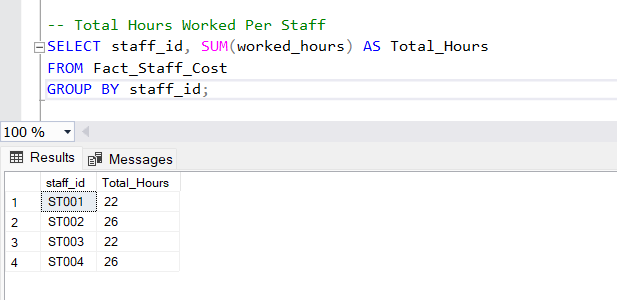 -- Total Hours Worked Per Staff
SELECT staff_id, SUM(worked_hours) AS Total_Hours
FROM Fact_Staff_Cost
GROUP BY staff_id;
100 %
Results Messages
staff_id Total_Hours
1 ST001 22
2 ST002 26
3 ST003 22
4 ST004 26